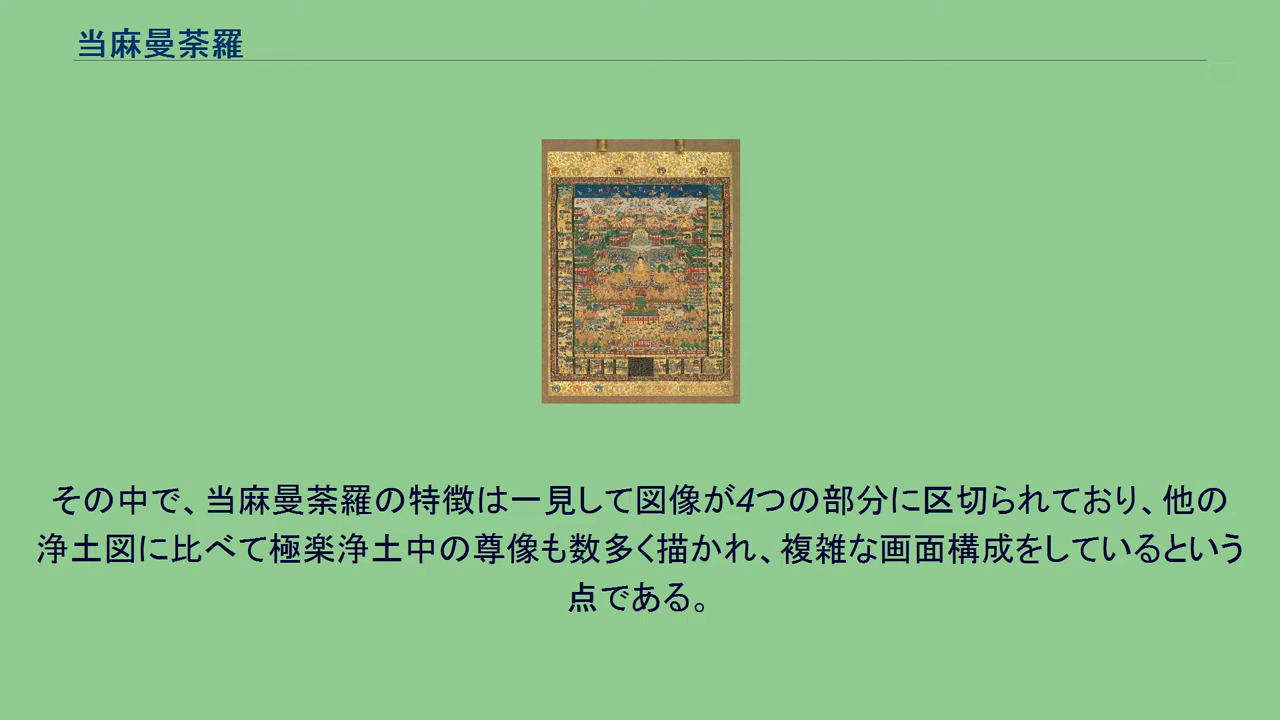 当麻曼荼羅
その中で、当麻曼荼羅の特徴は一見して図像が4つの部分に区切られており、他の
浄土図に比べて極楽浄土中の尊像も数多く描かれ、複雑な画面構成をしているという
点である。